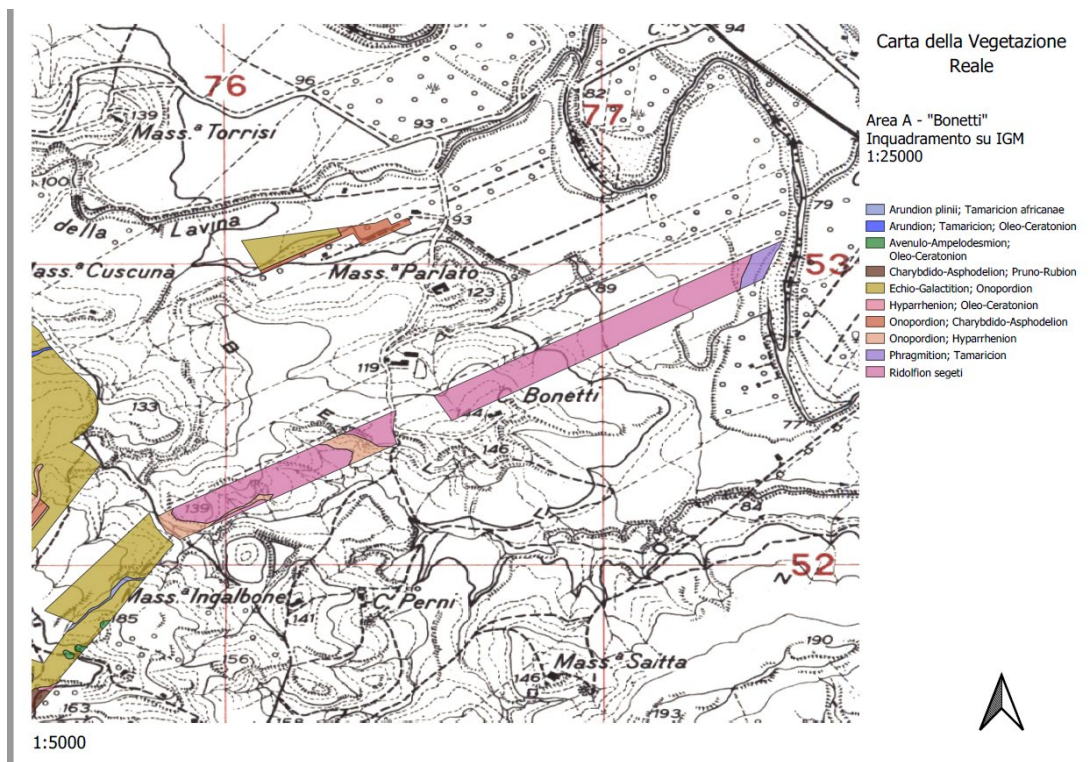 Carta della Vegetazione
Reale
Area A - "Bonetti"
Inquadramento su IGM
1:25000
Arundion plinii; Tamaricion africanae
Arundion; Tamaricion; Oleo-Ceratonion
Avenulo-Ampelodesmion;
Oleo-Ceratonion
Charybdido-Asphodelion; Pruno-Rubion
Echio-Galactition; Onopordion
Hyparrhenion; Oleo-Ceratonion
Onopordion; Charybdido-Asphodelion
Onopordion; Hyparrhenion
Phragmition; Tamaricion
Ridolfion segeti
94
76
96
82
77
139
Mass.ª Torrisi
93
100
79
della Lavina
93
53
ass.ª Cuscuna
Mass.ª Parlato
123
89
B
119
Bonetti
133
E
144
77
146
L
139
84
O
N
52
Mass.ª Ingalbone
C. Perni
185
141
156
190
Mass.ª Saitta
146
163
193
158
1:5000